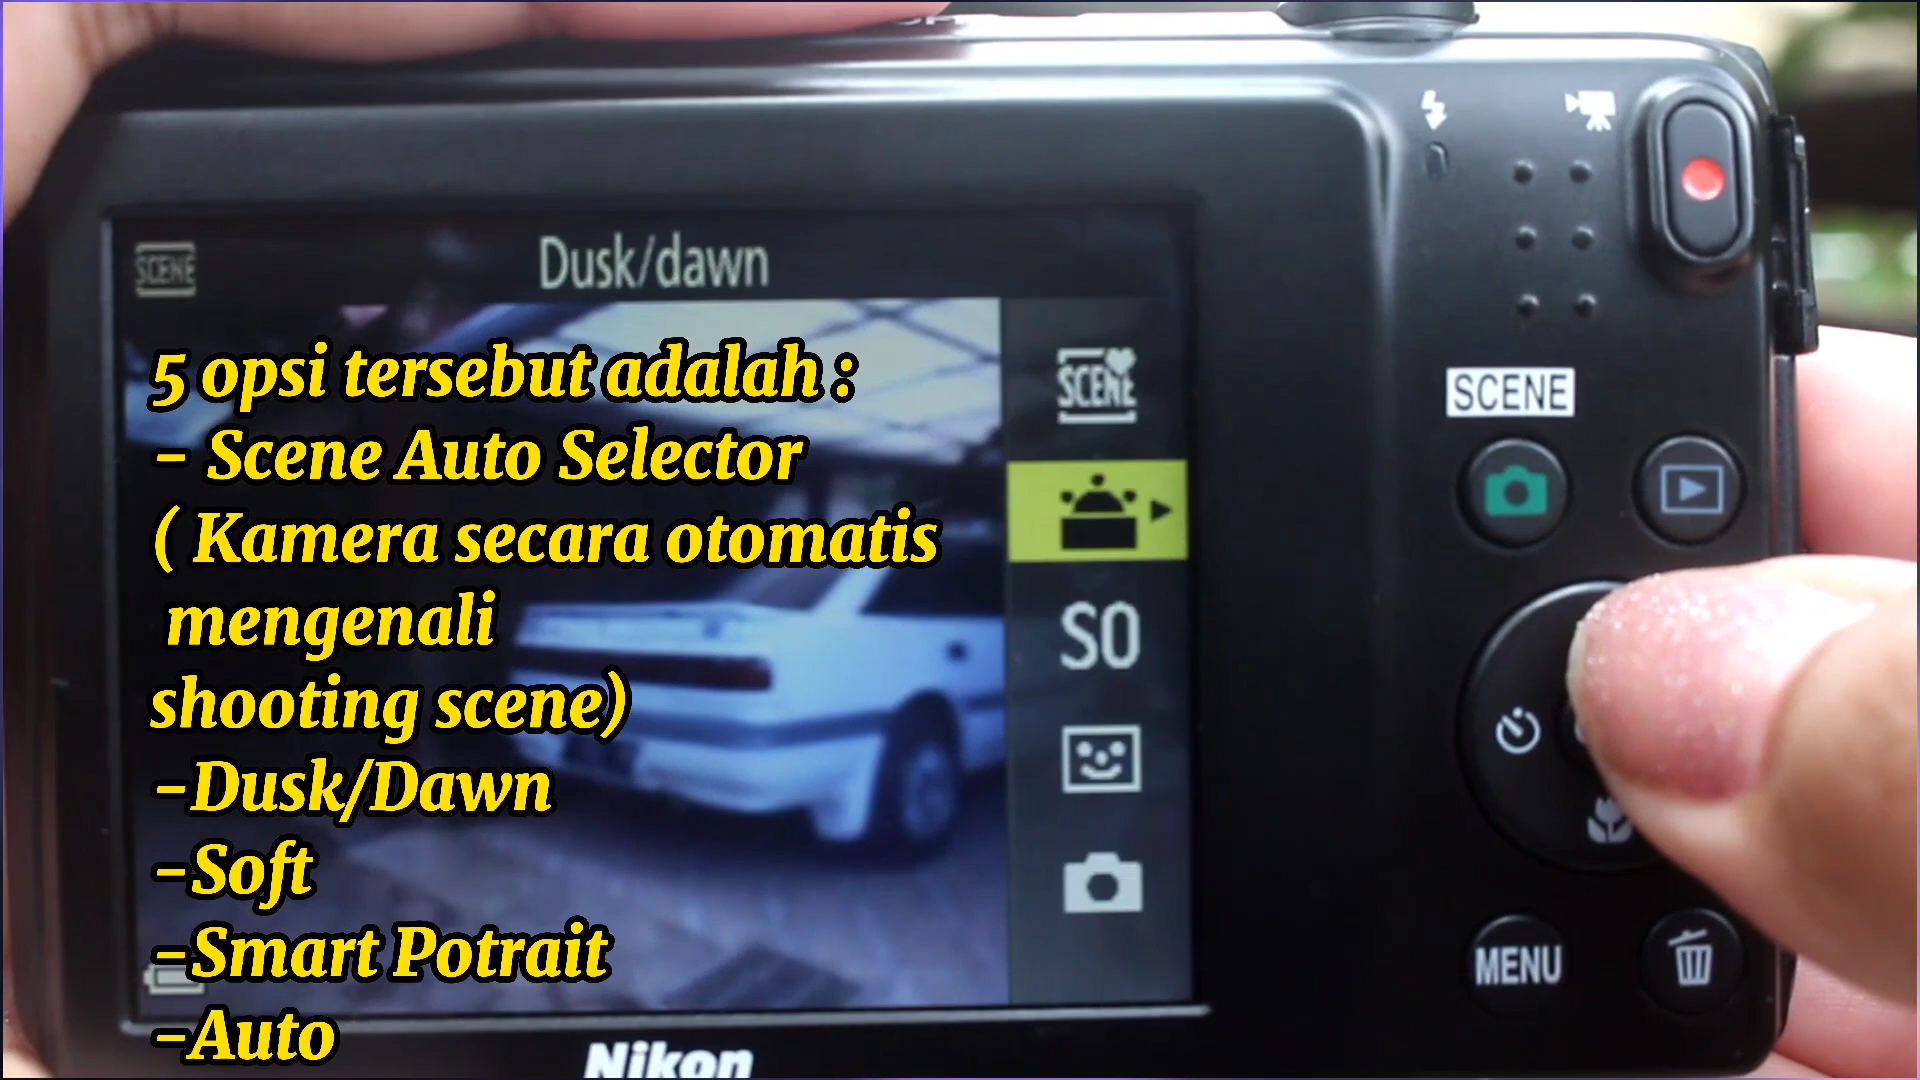 Dusk/dawn
SCENE
5 opsi tersebut adalah :
- Scene Auto Selector
( Kamera secara otomatis
mengenali
shooting scene)
-Dusk/Dawn
-Soft
-Smart Potrait
-Auto
SCENE
SO
SCENE
MENU
Nikon